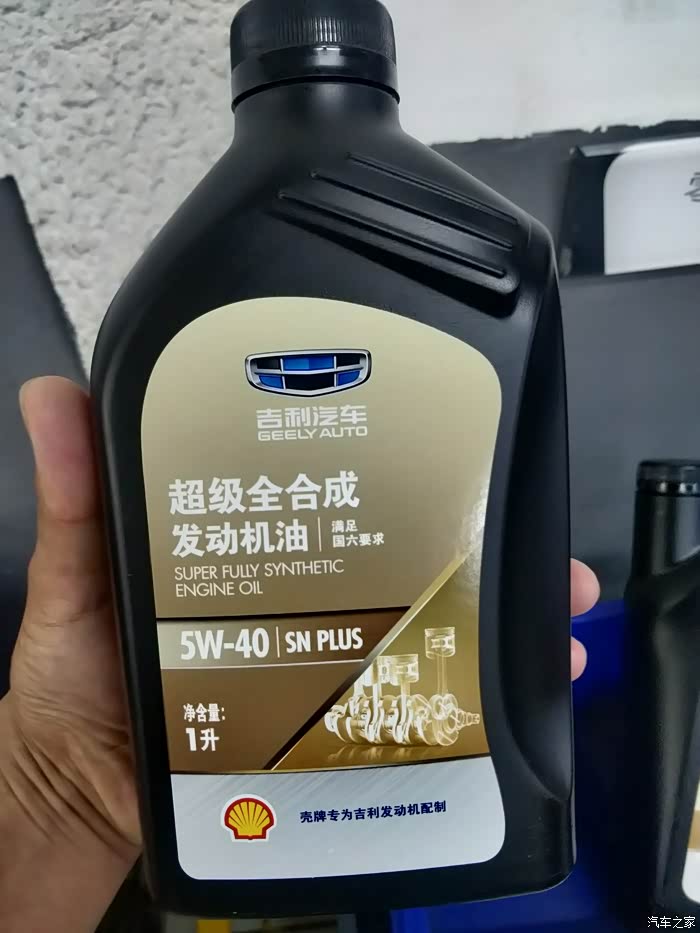 吉利汽车
GEELY AUTO
超级全合成
发动机油
满足
国六要求
SUPER FULLY SYNTHETIC
ENGINE OIL
5W-40 SN PLUS
净含量:
1升
壳牌专为吉利发动机配制
汽车之家